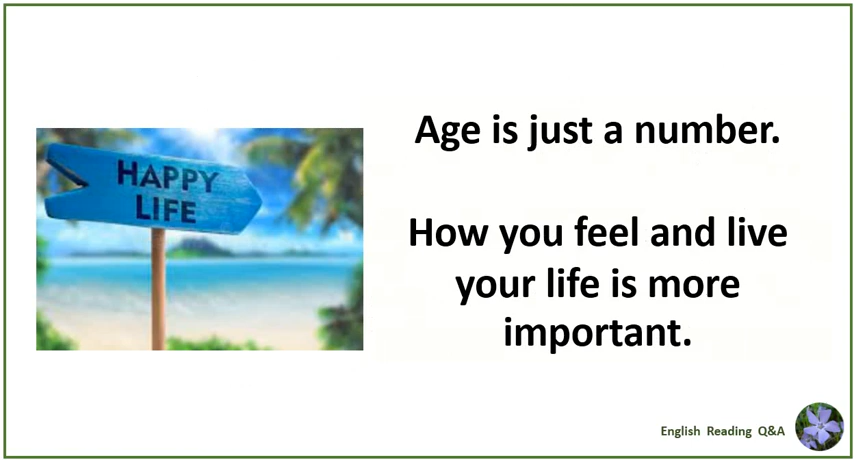 HAPPY
LIFE
Age is just a number.
How you feel and live
your life is more
important.
English Reading Q&A